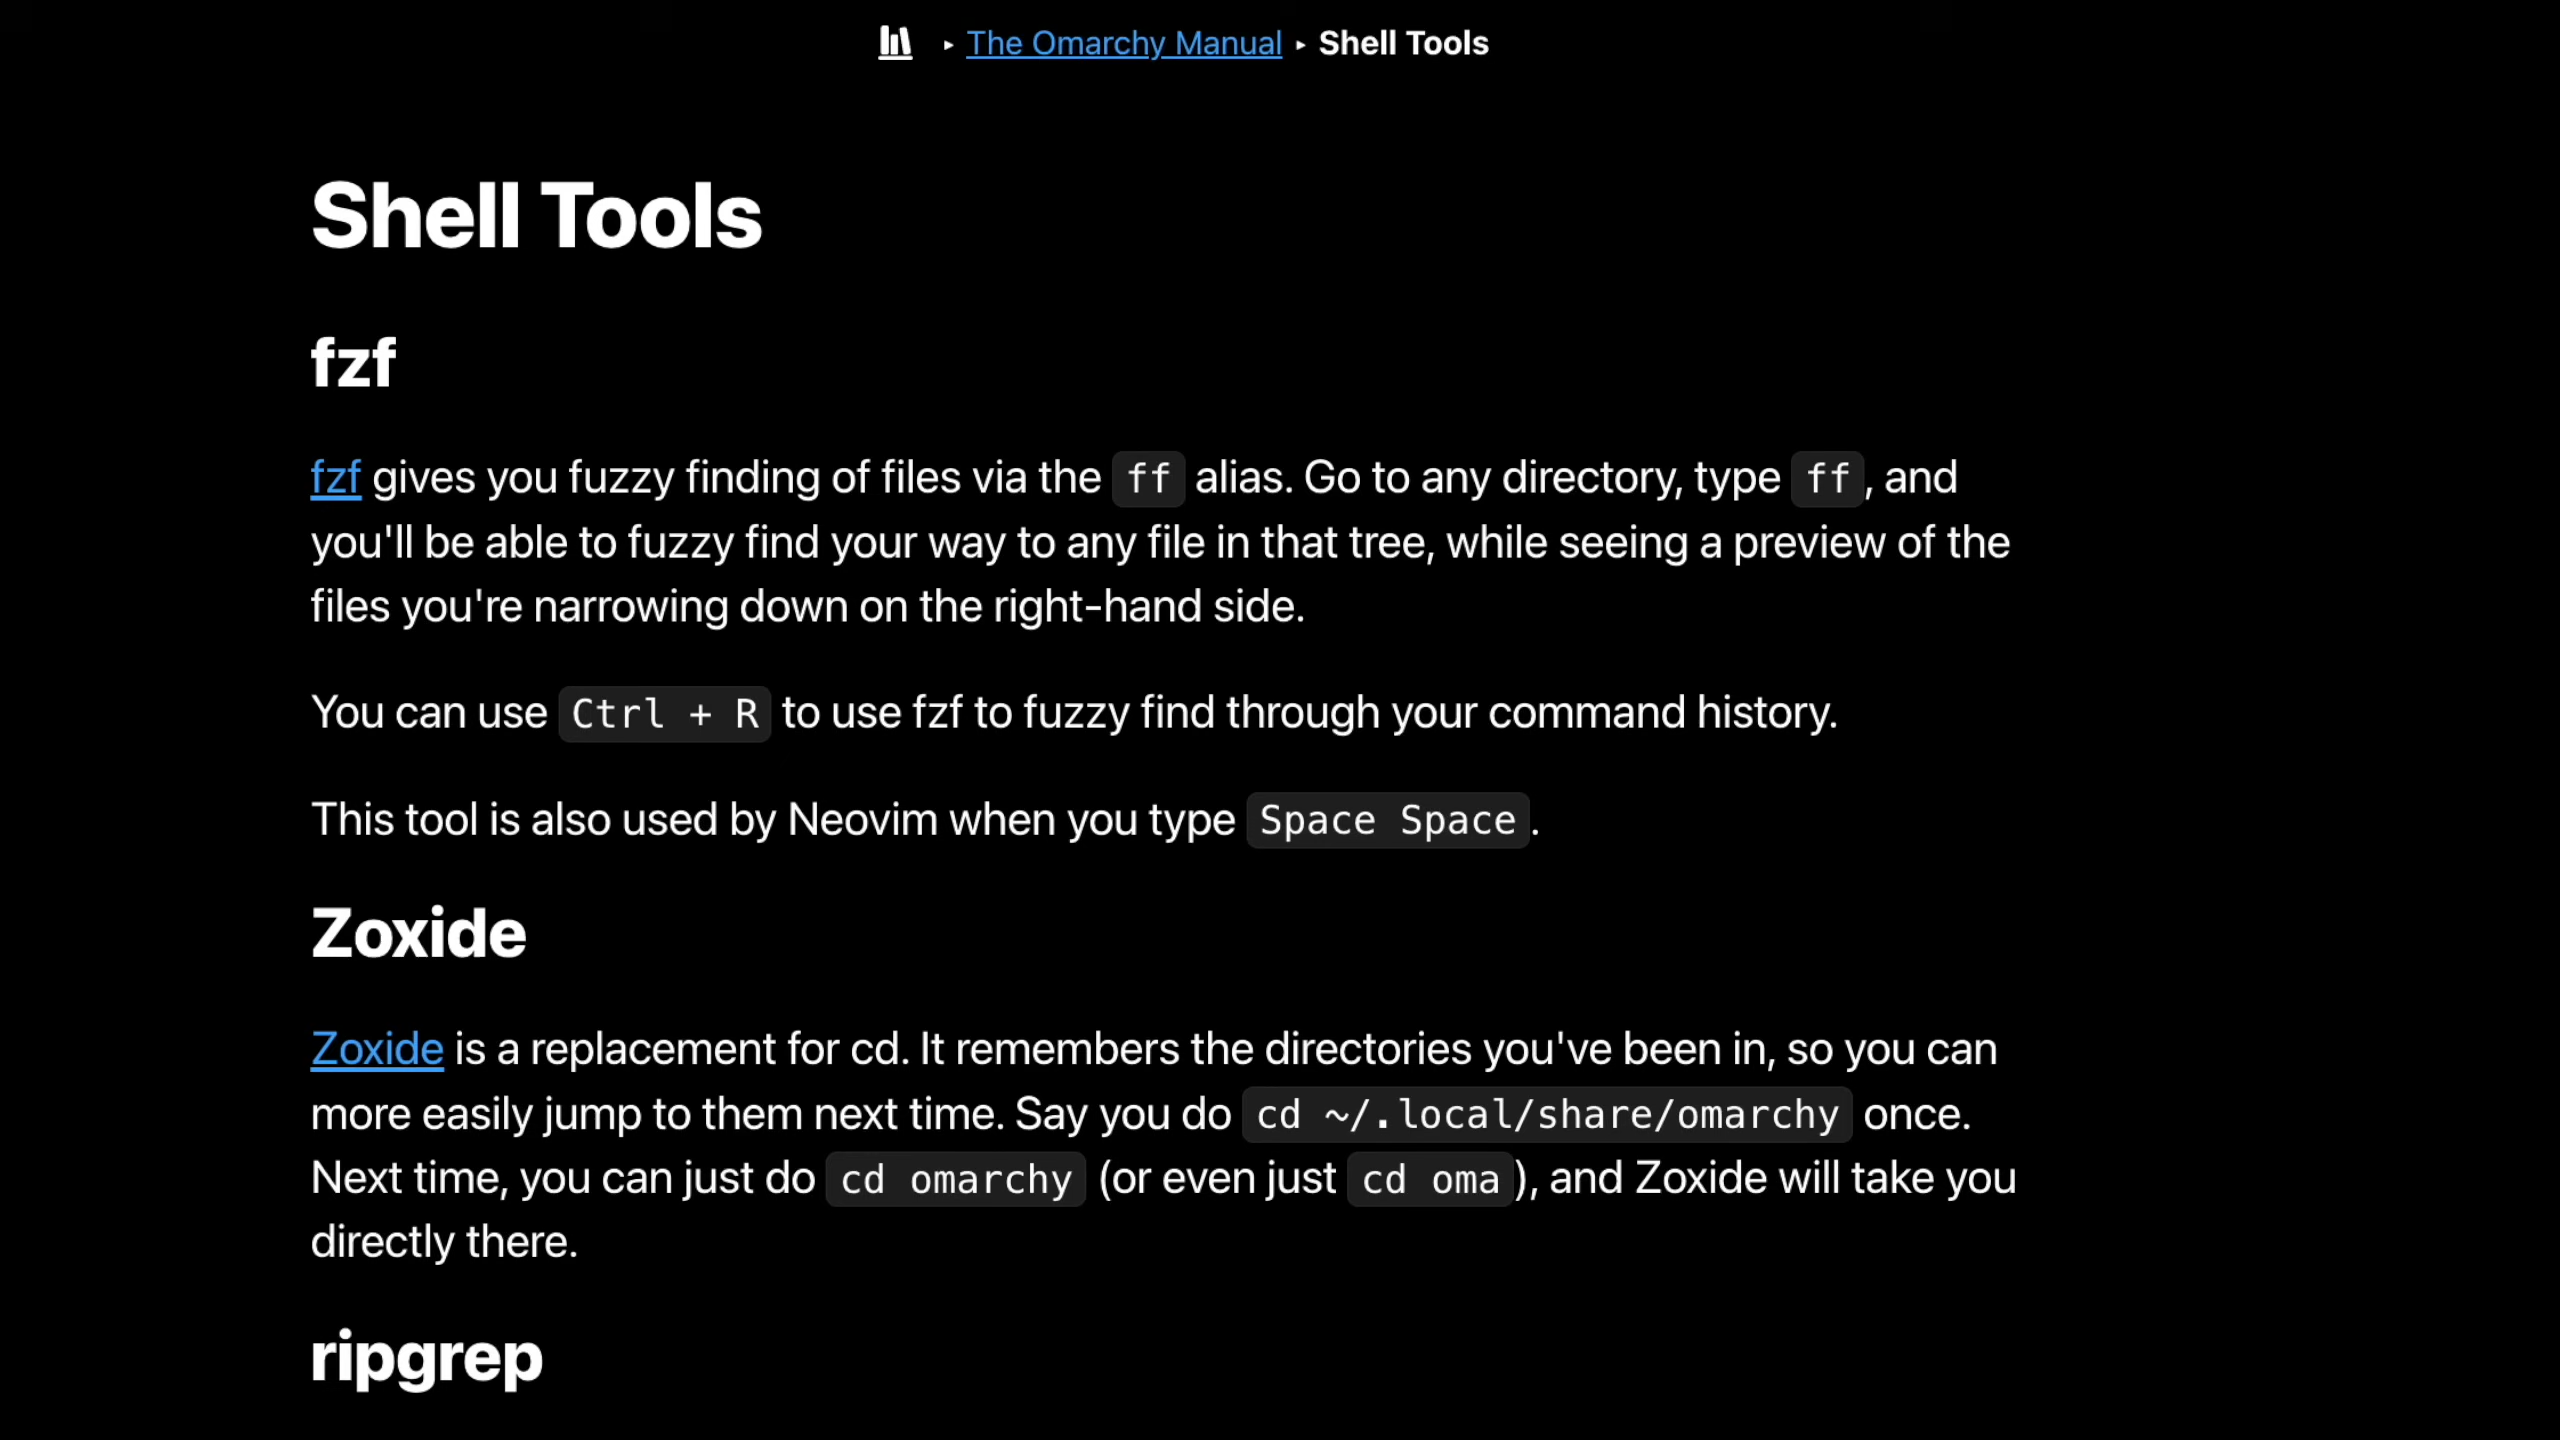 ▸ The Omarchy Manual ▸ Shell Tools
Shell Tools
fzf
fzf gives you fuzzy finding of files via the ff alias. Go to any directory, type ff, and
you'll be able to fuzzy find your way to any file in that tree, while seeing a preview of the
files you're narrowing down on the right-hand side.
You can use Ctrl + R to use fzf to fuzzy find through your command history.
This tool is also used by Neovim when you type Space Space.
Zoxide
Zoxide is a replacement for cd. It remembers the directories you've been in, so you can
more easily jump to them next time. Say you do cd ~/.local/share/omarchy once.
Next time, you can just do cd omarchy (or even just cd oma), and Zoxide will take you
directly there.
ripgrep